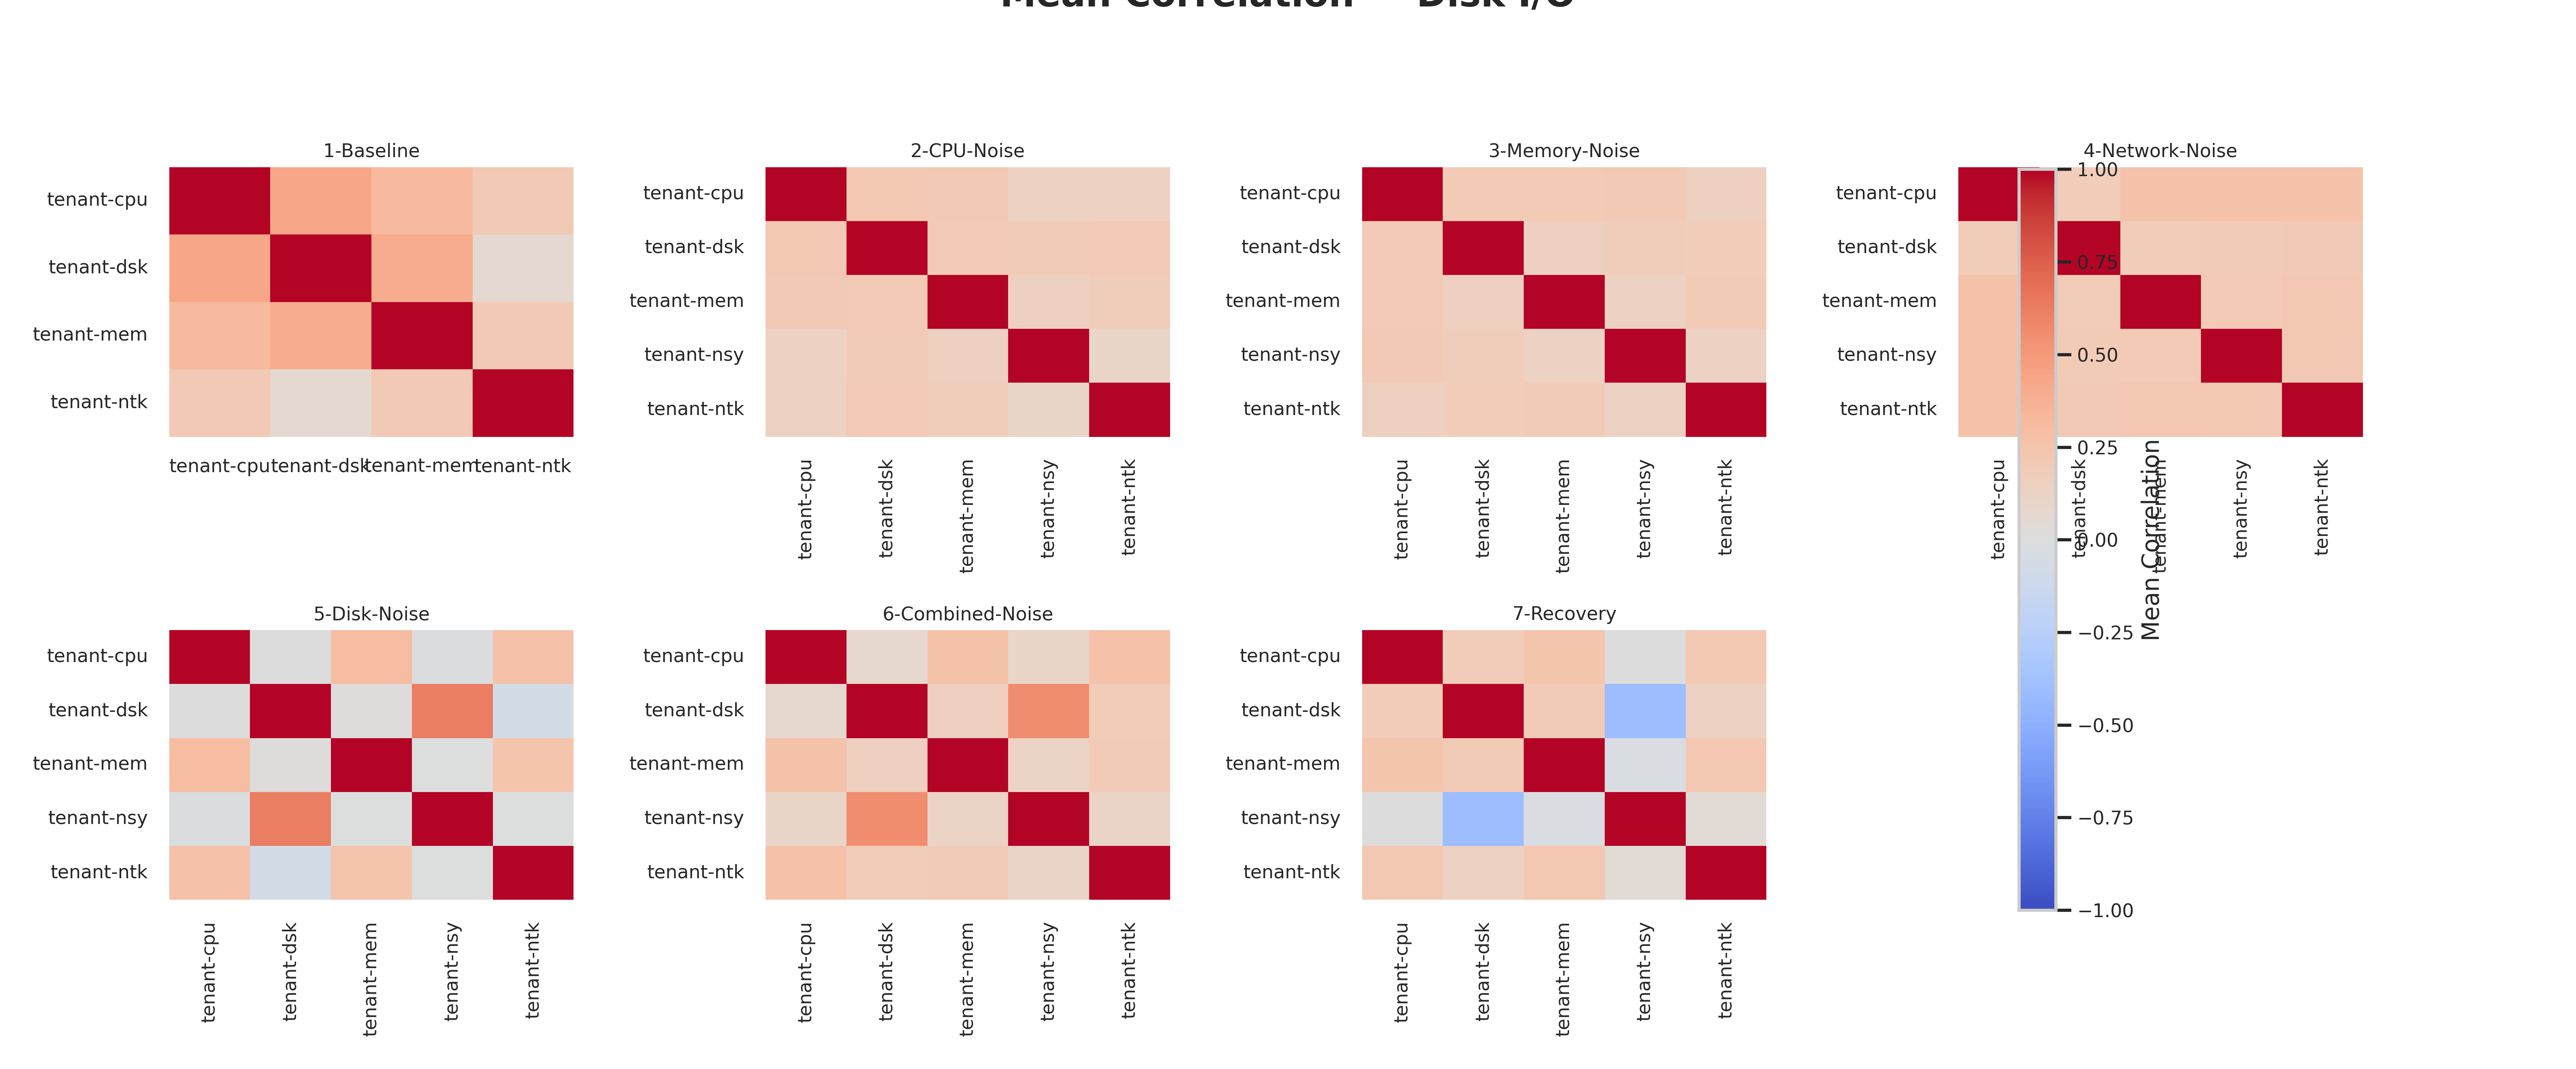 Mean Correlation Disk I/O
1-Baseline
tenant-cpu
tenant-dsk
tenant-mem
tenant-ntk
tenant-cpu tenant-dsk tenant-mem tenant-ntk
2-CPU-Noise
tenant-cpu
tenant-dsk
tenant-mem
tenant-nsy
tenant-ntk
tenant-cpu
tenant-dsk
tenant-mem
tenant-nsy
tenant-ntk
3-Memory-Noise
tenant-cpu
tenant-dsk
tenant-mem
tenant-nsy
tenant-ntk
tenant-cpu
tenant-dsk
tenant-mem
tenant-nsy
tenant-ntk
4-Network-Noise
tenant-cpu
tenant-dsk
tenant-mem
tenant-nsy
tenant-ntk
tenant-cpu
tenant-dsk
tenant-mem
tenant-nsy
tenant-ntk
1.00
0.75
0.50
0.25
0.00
−0.25
−0.50
−0.75
−1.00
Mean Correlation
5-Disk-Noise
tenant-cpu
tenant-dsk
tenant-mem
tenant-nsy
tenant-ntk
tenant-cpu
tenant-dsk
tenant-mem
tenant-nsy
tenant-ntk
6-Combined-Noise
tenant-cpu
tenant-dsk
tenant-mem
tenant-nsy
tenant-ntk
tenant-cpu
tenant-dsk
tenant-mem
tenant-nsy
tenant-ntk
7-Recovery
tenant-cpu
tenant-dsk
tenant-mem
tenant-nsy
tenant-ntk
tenant-cpu
tenant-dsk
tenant-mem
tenant-nsy
tenant-ntk